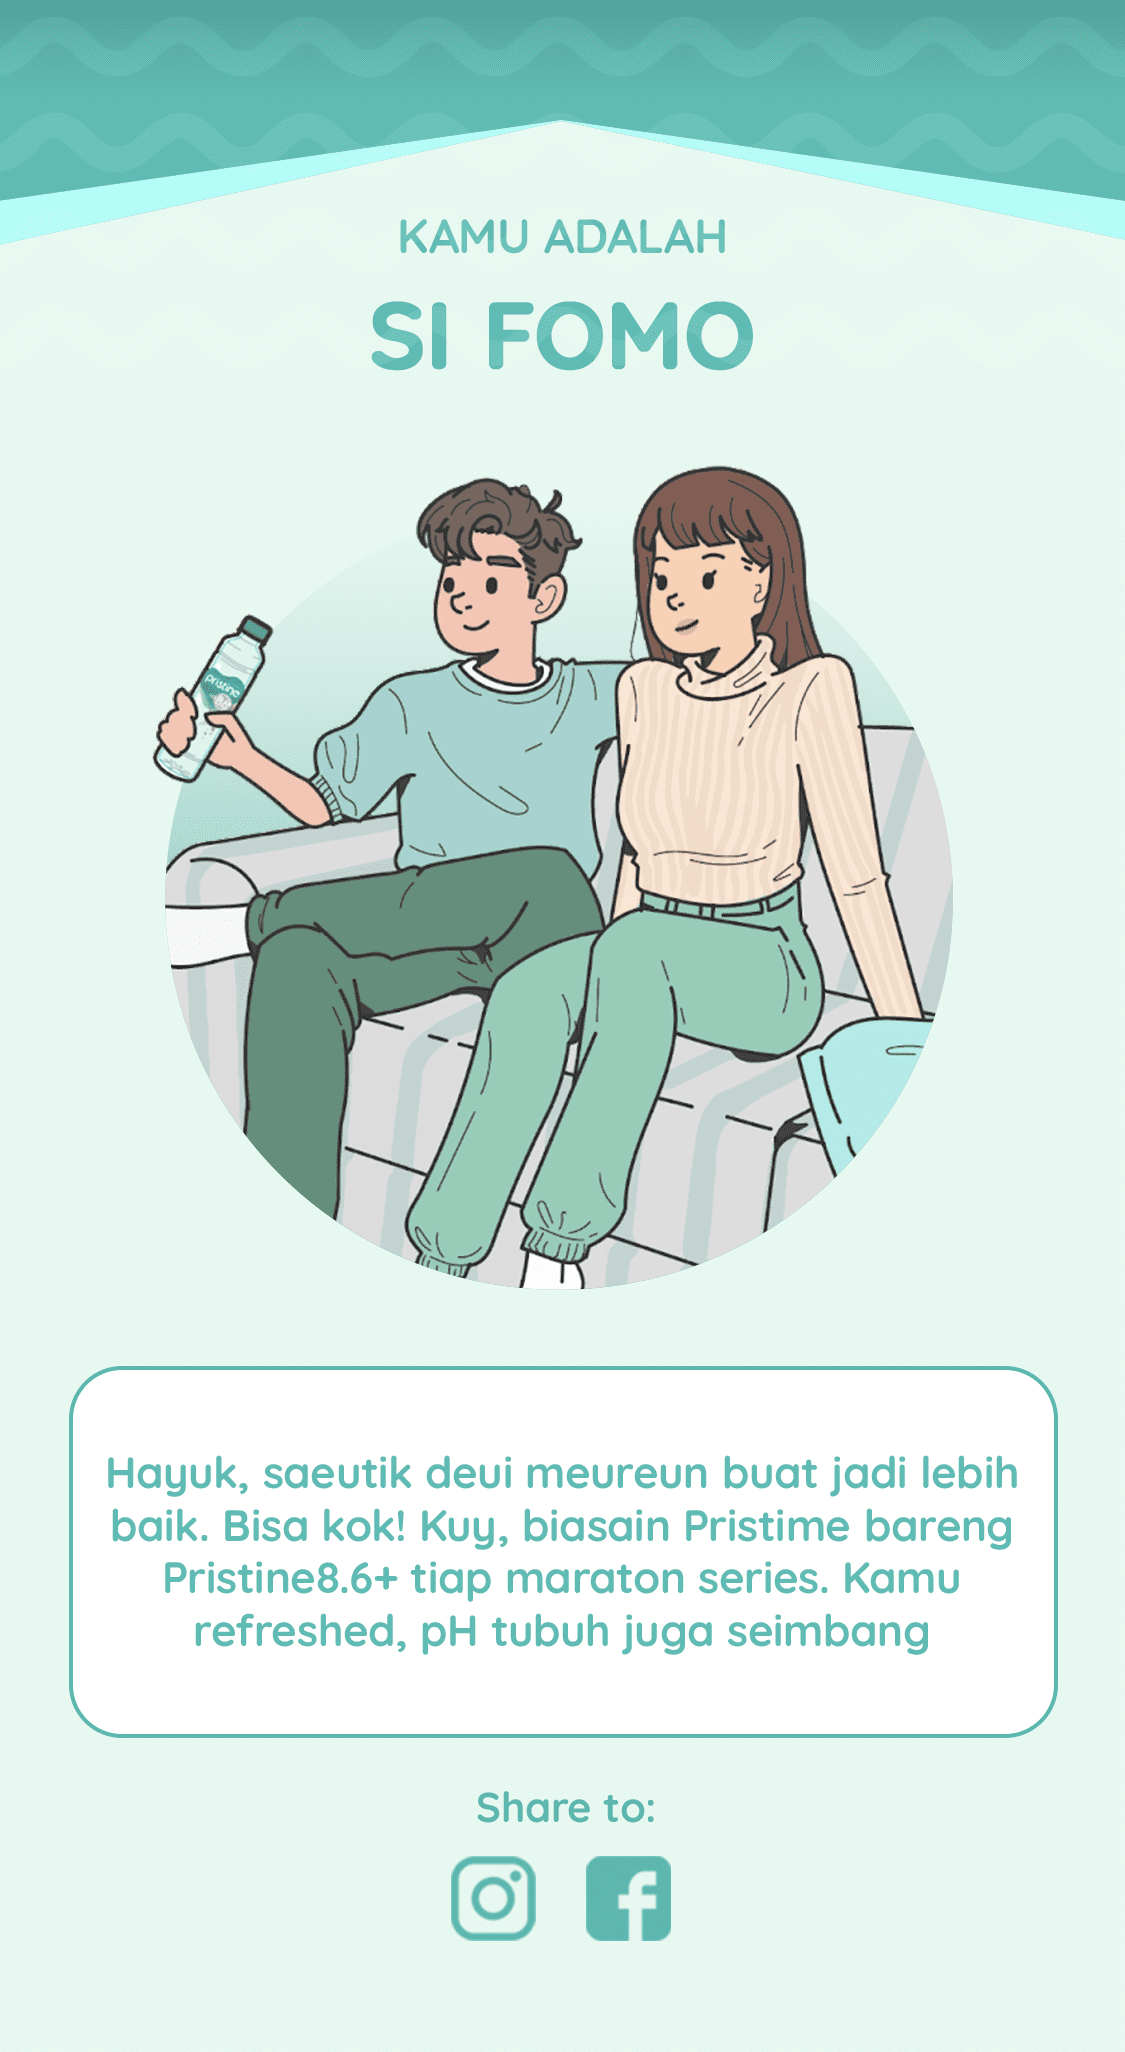 KAMU ADALAH
SI FOMO
pristine
Hayuk, saeutik deui meureun buat jadi lebih
baik. Bisa kok! Kuy, biasain Pristime bareng
Pristine8.6+ tiap maraton series. Kamu
refreshed, pH tubuh juga seimbang
Share to: